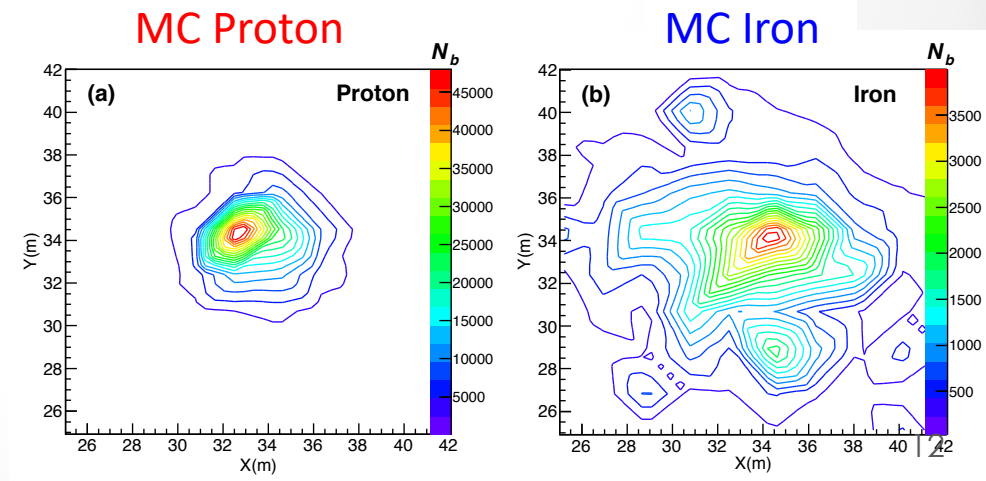 MC Proton
MC Iron
N_b
N_b
42
40
38
36
34
32
30
28
26
Y(m)
(a)
Proton
45000
40000
35000
30000
25000
20000
15000
10000
5000
26 28 30 32 34 36 38 40 42
X(m)
42
40
38
36
34
32
30
28
26
Y(m)
(b)
Iron
3500
3000
2500
2000
1500
1000
500
26 28 30 32 34 36 38 40 42
X(m)
12